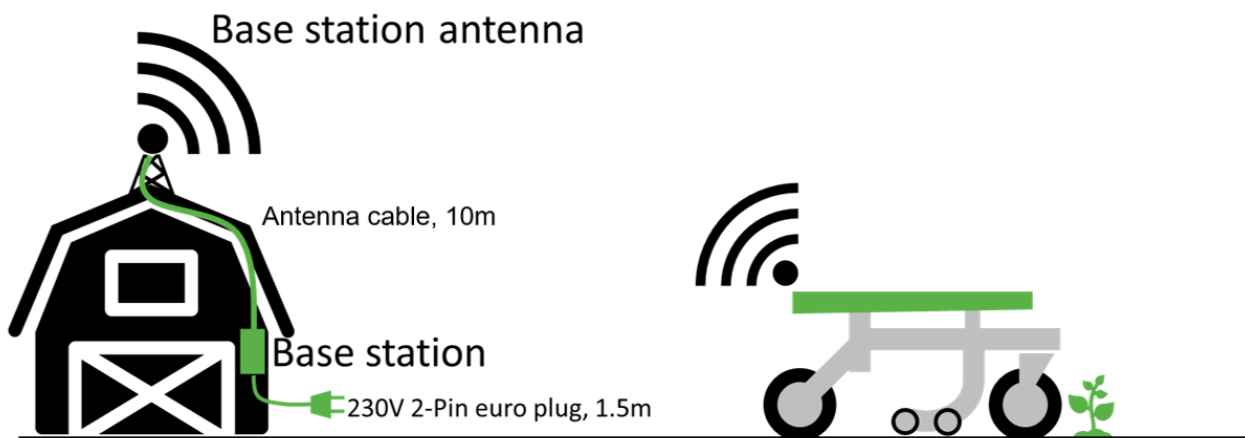 Base station antenna
Antenna cable, 10m
Base station
230V 2-Pin euro plug, 1.5m